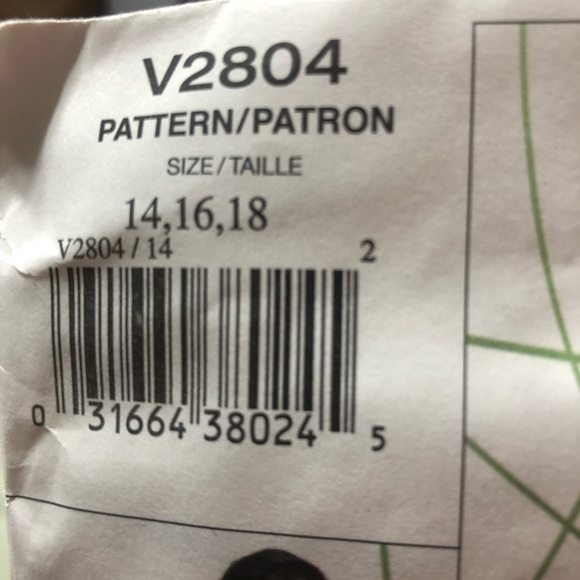 V2804
PATTERN/PATRON
SIZE/TAILLE
14,16,18
V2804 / 14 2
0 31664 38024 5